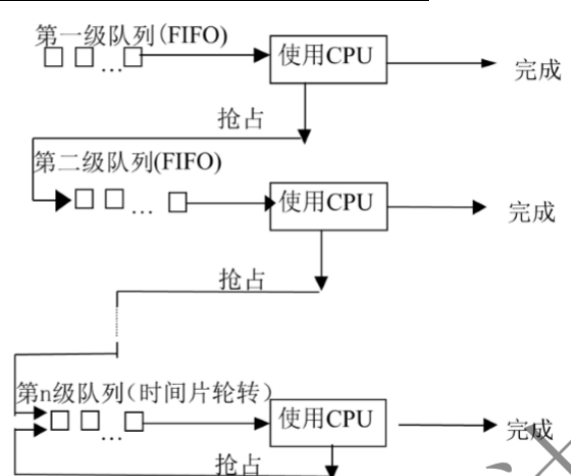 第一级队列(FIFO)
… 使用CPU 完成
抢占
第二级队列(FIFO)
… 使用CPU 完成
抢占
第n级队列(时间片轮转)
… 使用CPU 完成
抢占